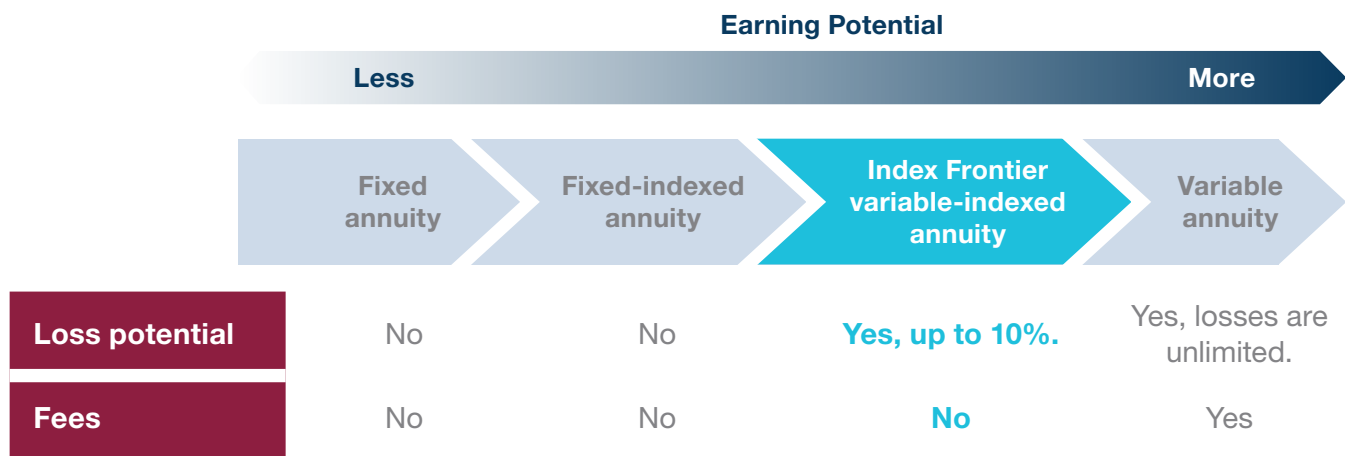 Earning Potential
Less More
Fixed
annuity
Fixed-indexed
annuity
Index Frontier
variable-indexed
annuity
Variable
annuity
Loss potential
No
No
Yes, up to 10%.
Yes, losses are
unlimited.
Fees
No
No
No
Yes